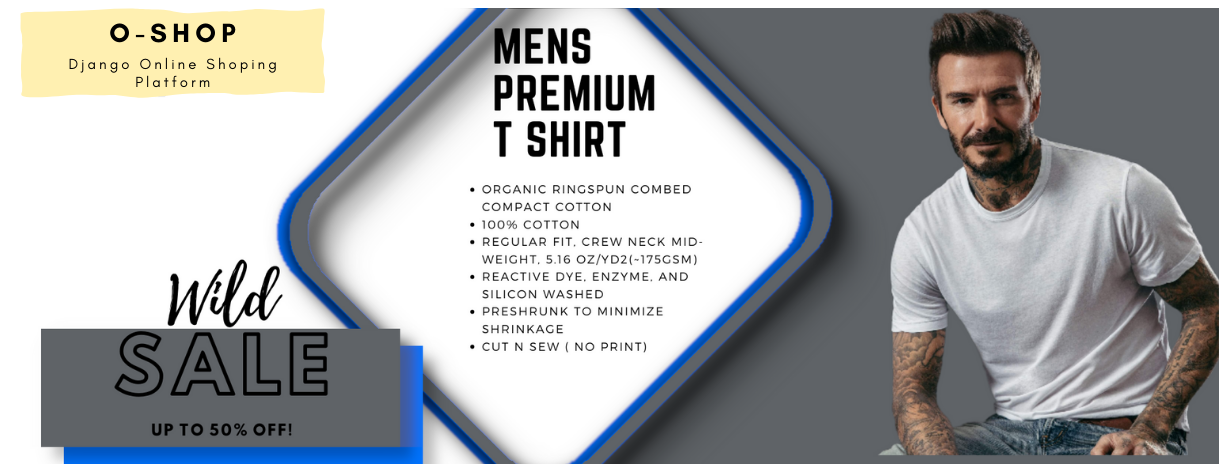 O-SHOP
Django Online Shoping
Platform
MENS
PREMIUM
T SHIRT
• ORGANIC RINGSPUN COMBED
COMPACT COTTON
• 100% COTTON
• REGULAR FIT, CREW NECK MID-
WEIGHT, 5.16 OZ/YD2(~175GSM)
• REACTIVE DYE, ENZYME, AND
SILICON WASHED
• PRESHRUNK TO MINIMIZE
SHRINKAGE
• CUT N SEW ( NO PRINT)
Wild
SALE
UP TO 50% OFF!